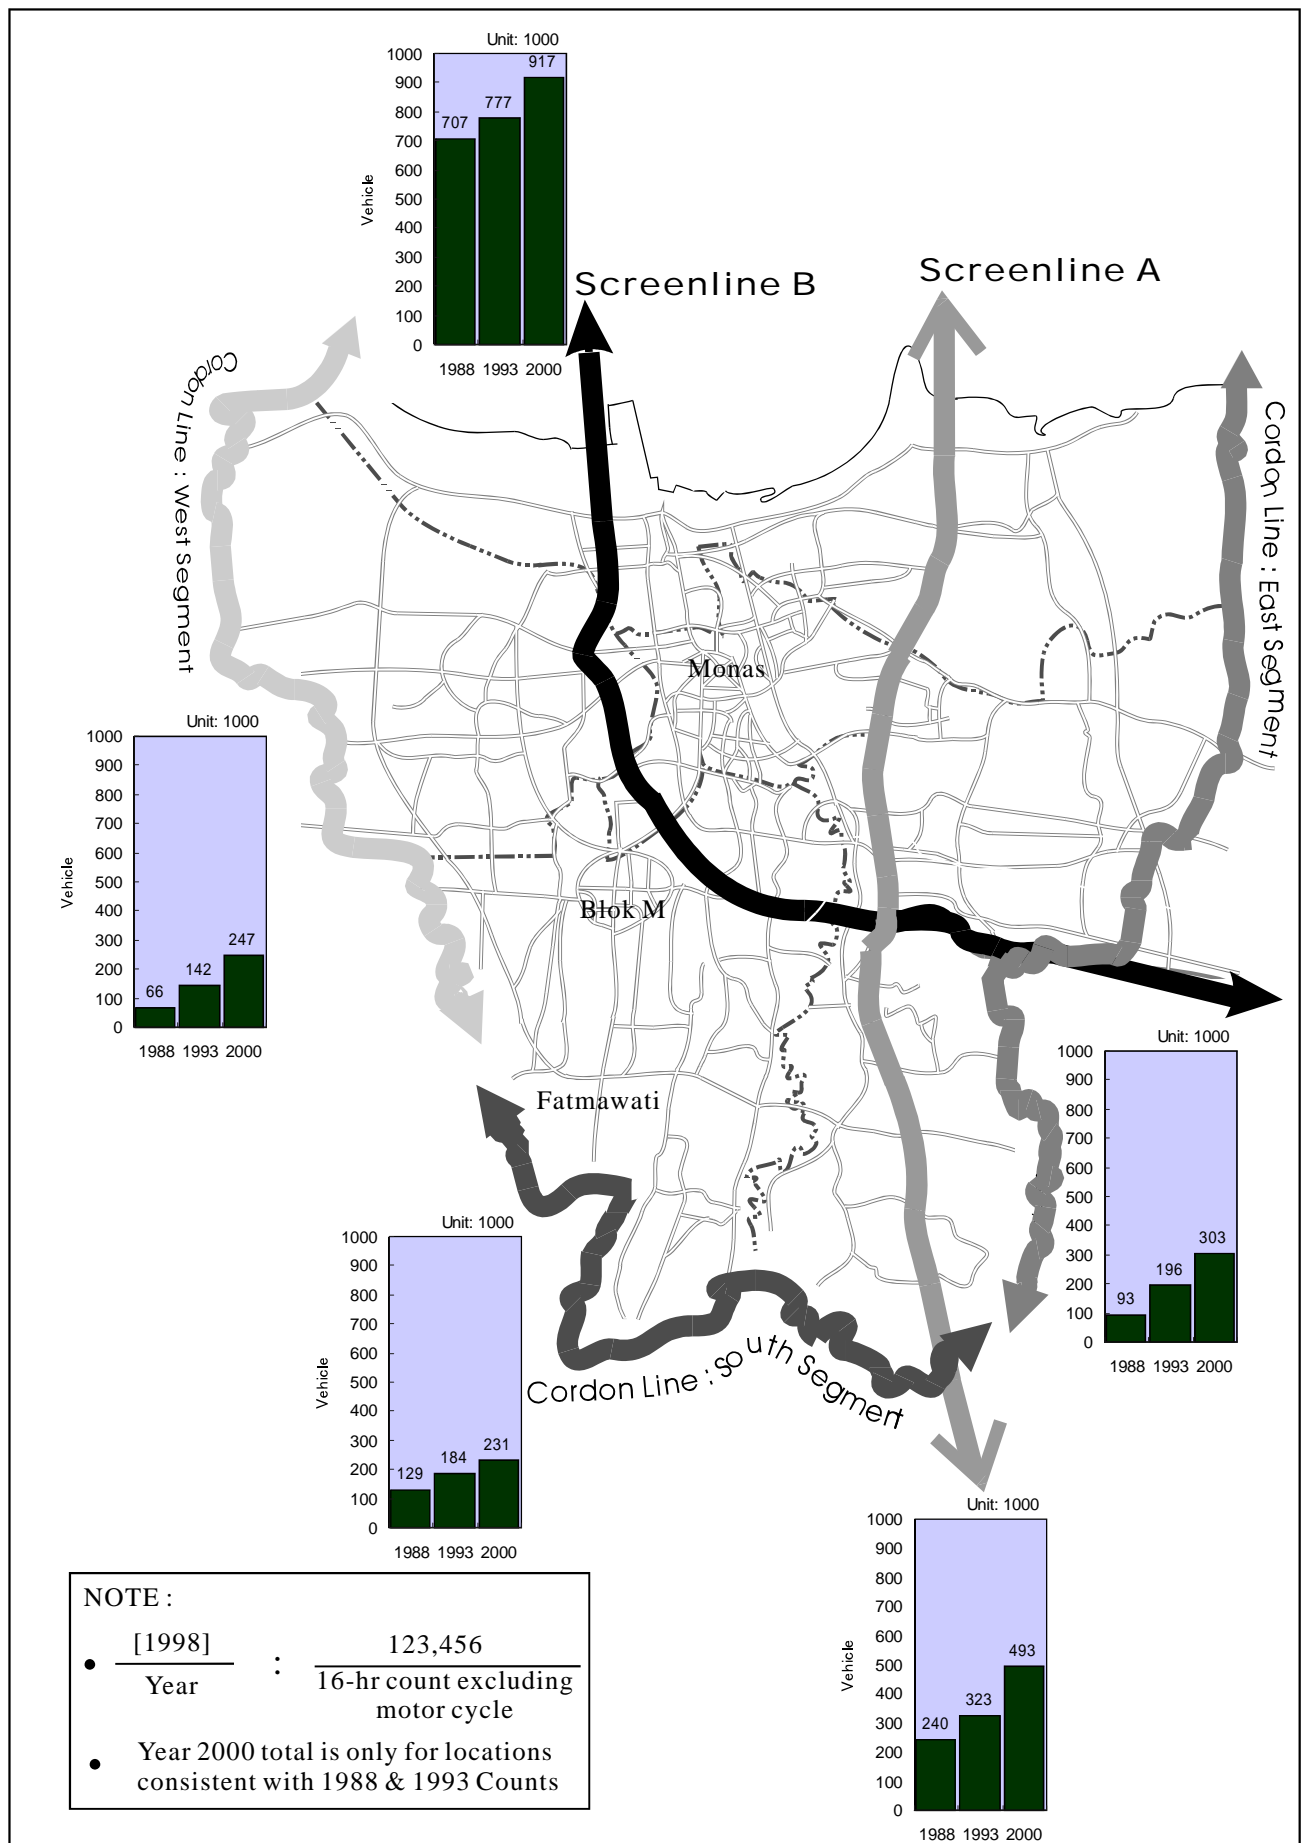 Unit: 1000
1000
900
800
700
600
500
400
300
200
100
0
Vehicle
707
777
917
1988 1993 2000
Screenline B
Screenline A
Cordon Line : West Segment
Cordon Line : East Segment
Monas
Unit: 1000
1000
900
800
700
600
500
400
300
200
100
0
Vehicle
66
142
247
1988 1993 2000
Blok M
Fatmawati
Unit: 1000
1000
900
800
700
600
500
400
300
200
100
0
93
196
303
1988 1993 2000
Unit: 1000
1000
900
800
700
600
500
400
300
200
100
0
Vehicle
129
184
231
1988 1993 2000
Cordon Line : South Segment
Unit: 1000
1000
900
800
700
600
500
400
300
200
100
0
Vehicle
240
323
493
1988 1993 2000
NOTE :
• [1998] : 123,456
Year 16-hr count excluding
motor cycle
• Year 2000 total is only for locations
consistent with 1988 & 1993 Counts